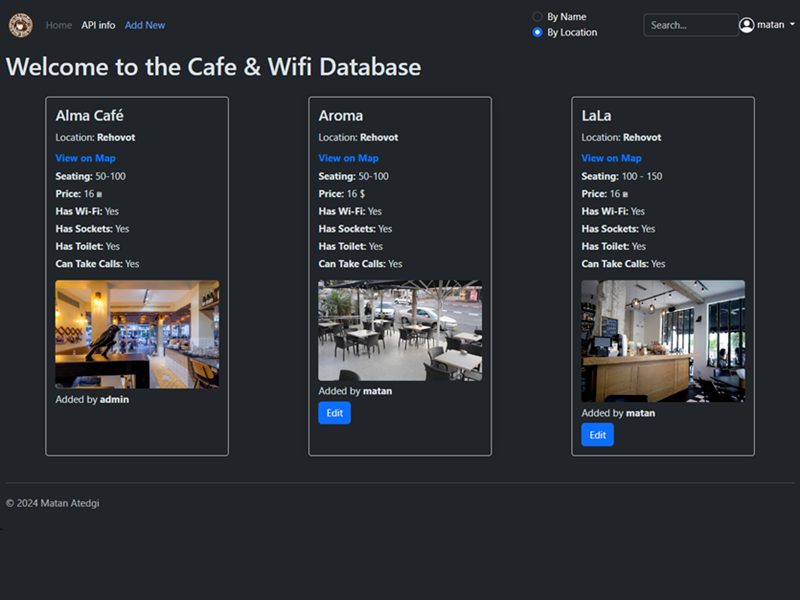 Home API info Add New
By Name
By Location
Search...
matan
Welcome to the Cafe & Wifi Database
Alma Café
Location: Rehovot
View on Map
Seating: 50-100
Price: 16 ₪
Has Wi-Fi: Yes
Has Sockets: Yes
Has Toilet: Yes
Can Take Calls: Yes
Added by admin
Aroma
Location: Rehovot
View on Map
Seating: 50-100
Price: 16 $
Has Wi-Fi: Yes
Has Sockets: Yes
Has Toilet: Yes
Can Take Calls: Yes
Added by matan
Edit
LaLa
Location: Rehovot
View on Map
Seating: 100 - 150
Price: 16 ₪
Has Wi-Fi: Yes
Has Sockets: Yes
Has Toilet: Yes
Can Take Calls: Yes
Added by matan
Edit
© 2024 Matan Atedgi